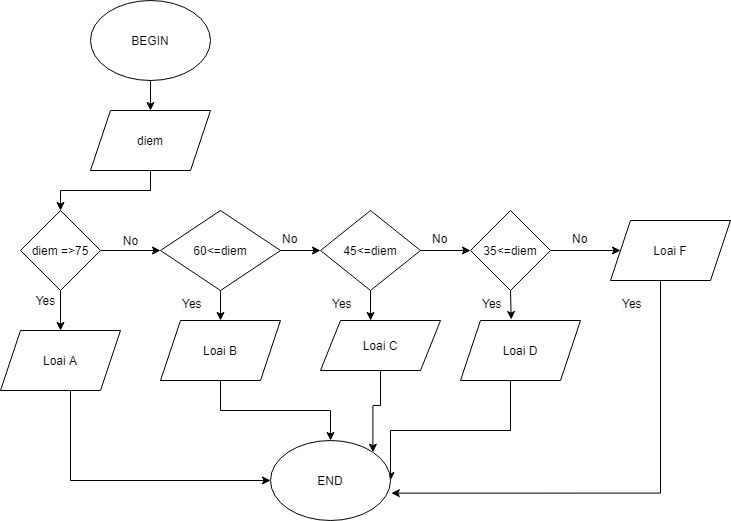 BEGIN
diem
diem =>75
No
60<=diem
No
45<=diem
No
35<=diem
No
Loai F
Yes
Yes
Yes
Yes
Yes
Loai A
Loai B
Loai C
Loai D
END